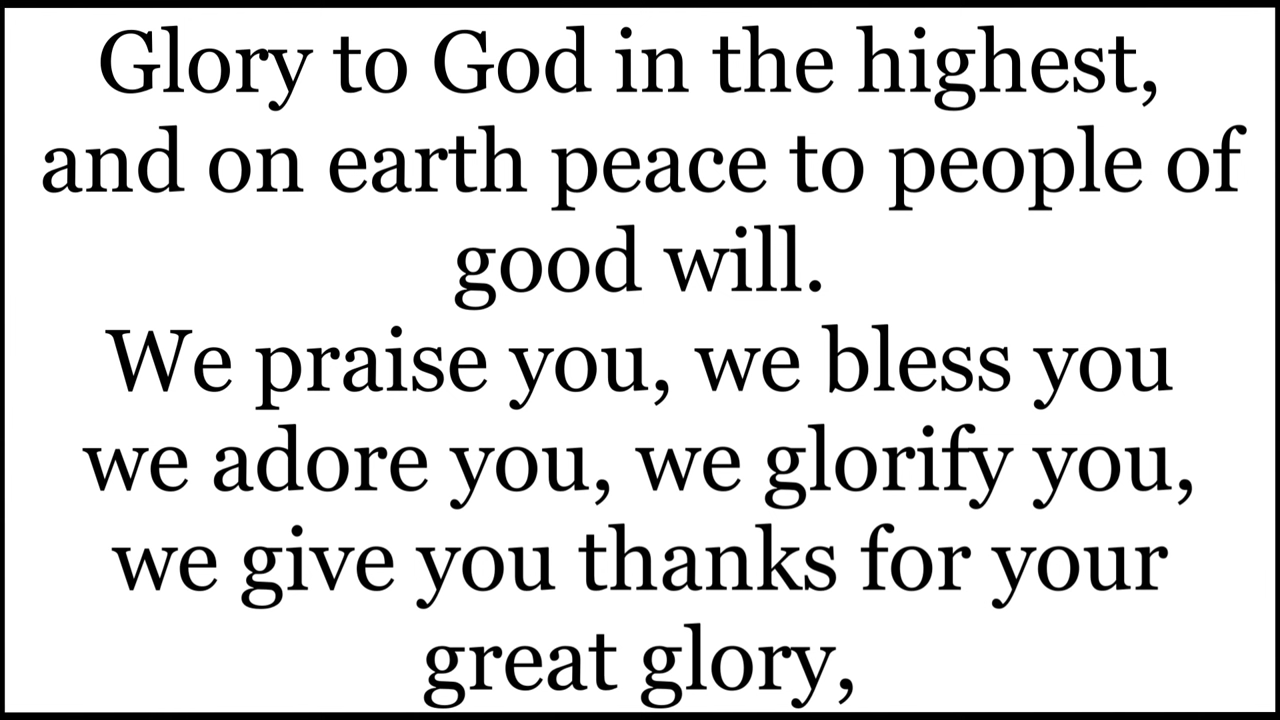 Glory to God in the highest,
and on earth peace to people of
good will.
We praise you, we bless you
we adore you, we glorify you,
we give you thanks for your
great glory,